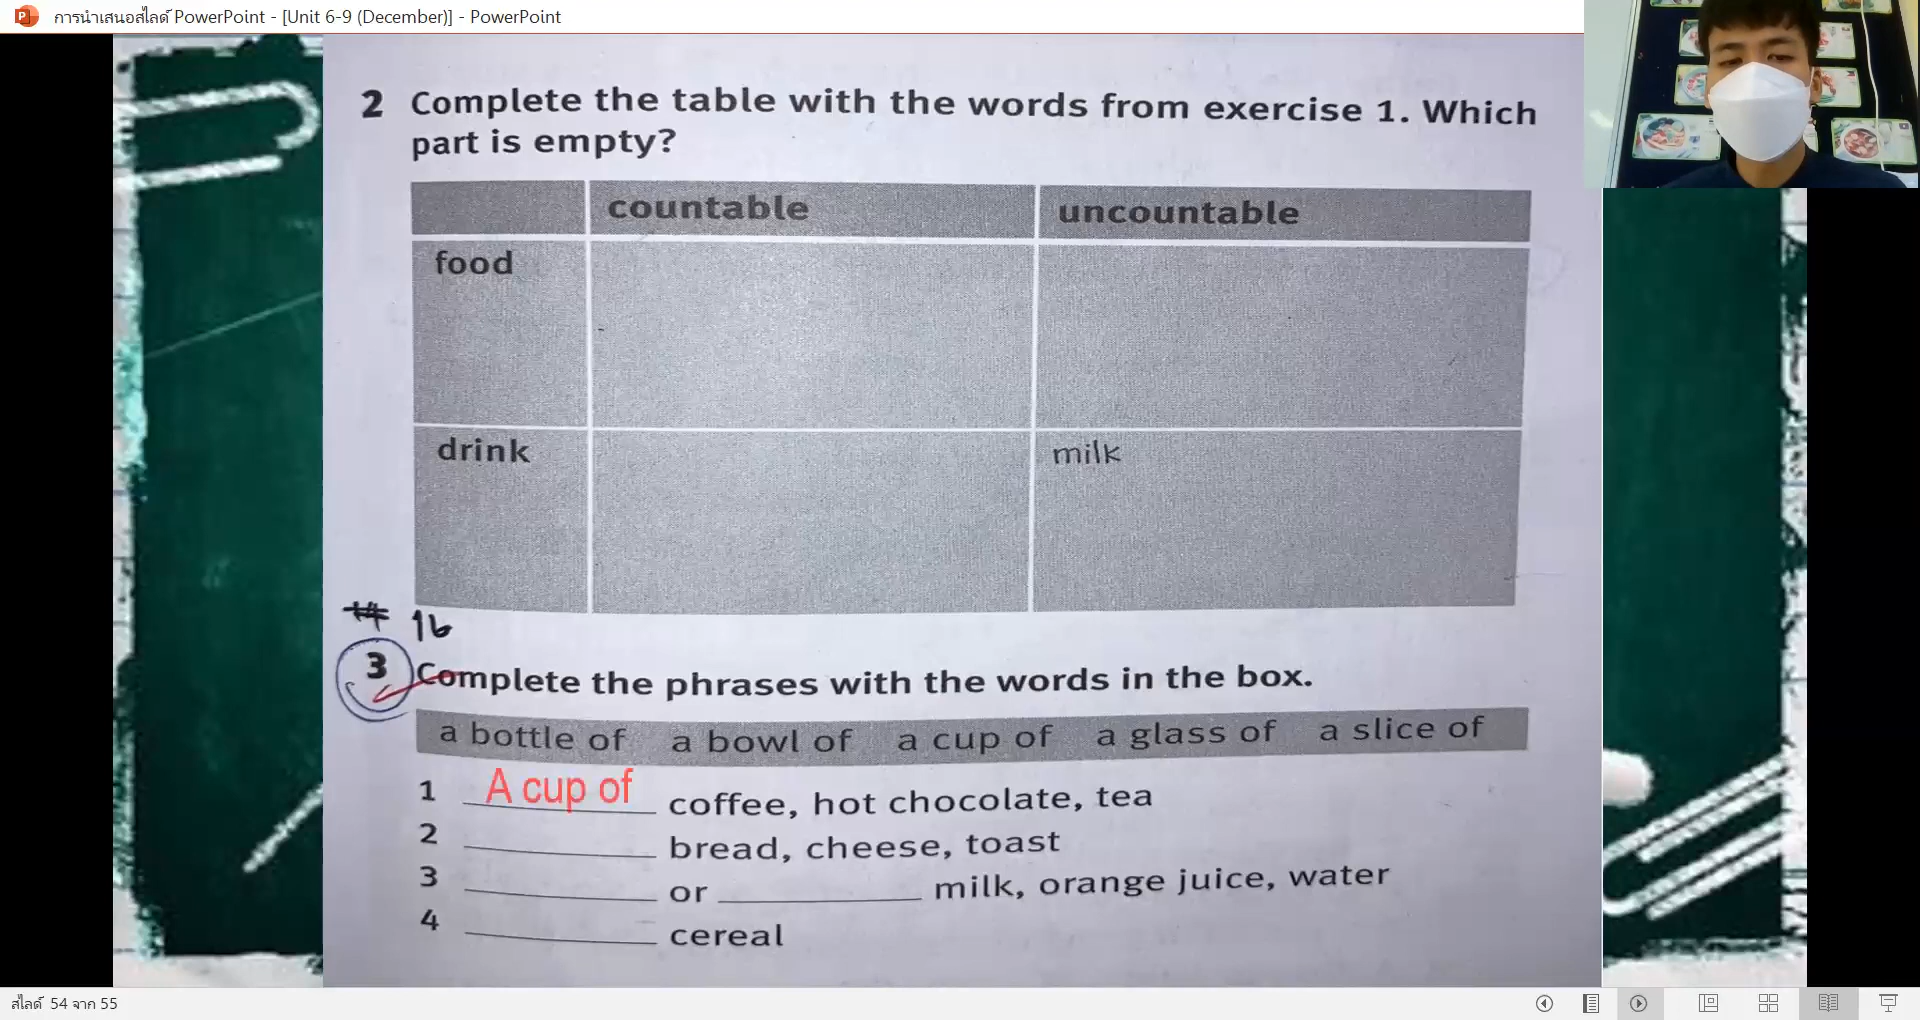 การนำเสนอสไลด์ PowerPoint - [Unit 6-9 (December)] - PowerPoint
2 Complete the table with the words from exercise 1. Which
part is empty?
countable uncountable
food
drink milk
16
3 Complete the phrases with the words in the box.
a bottle of a bowl of a cup of a glass of a slice of
1 A cup of coffee, hot chocolate, tea
2 ________ bread, cheese, toast
3 ________ or ________ milk, orange juice, water
4 ________ cereal
สไลด์ 54 จาก 55